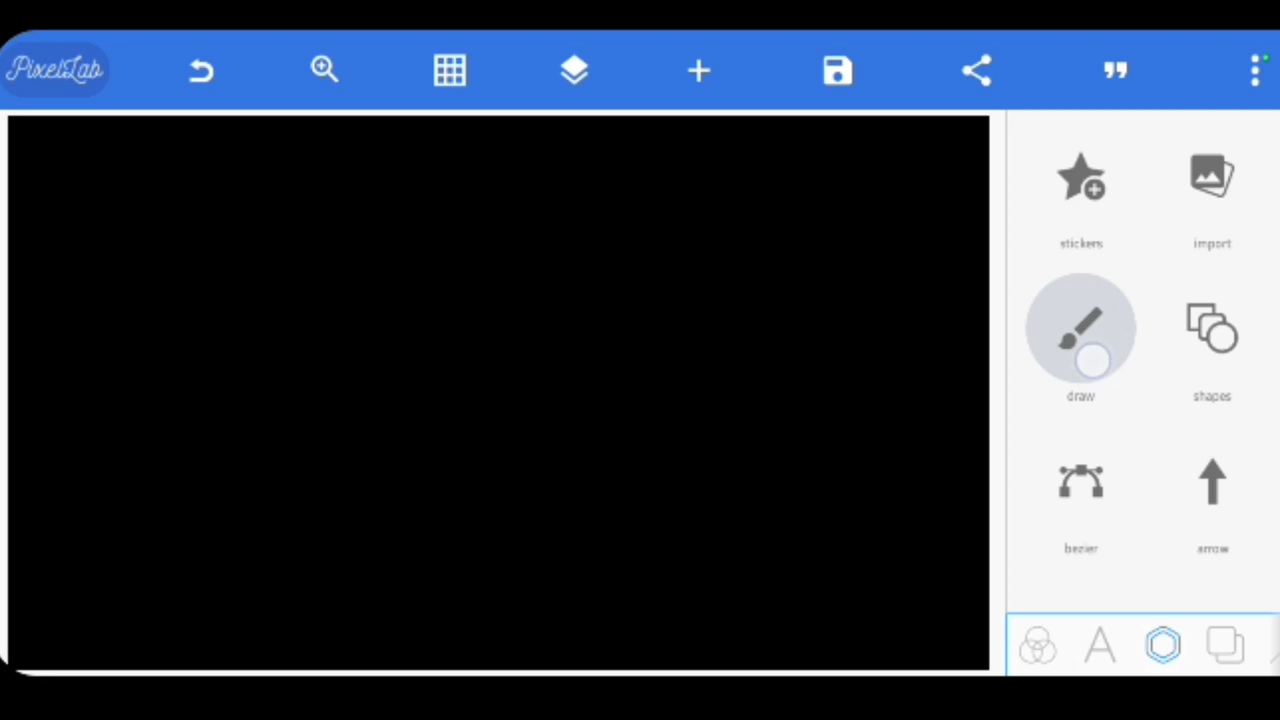 PixelLab
stickers
import
draw
shapes
bezier
arrow